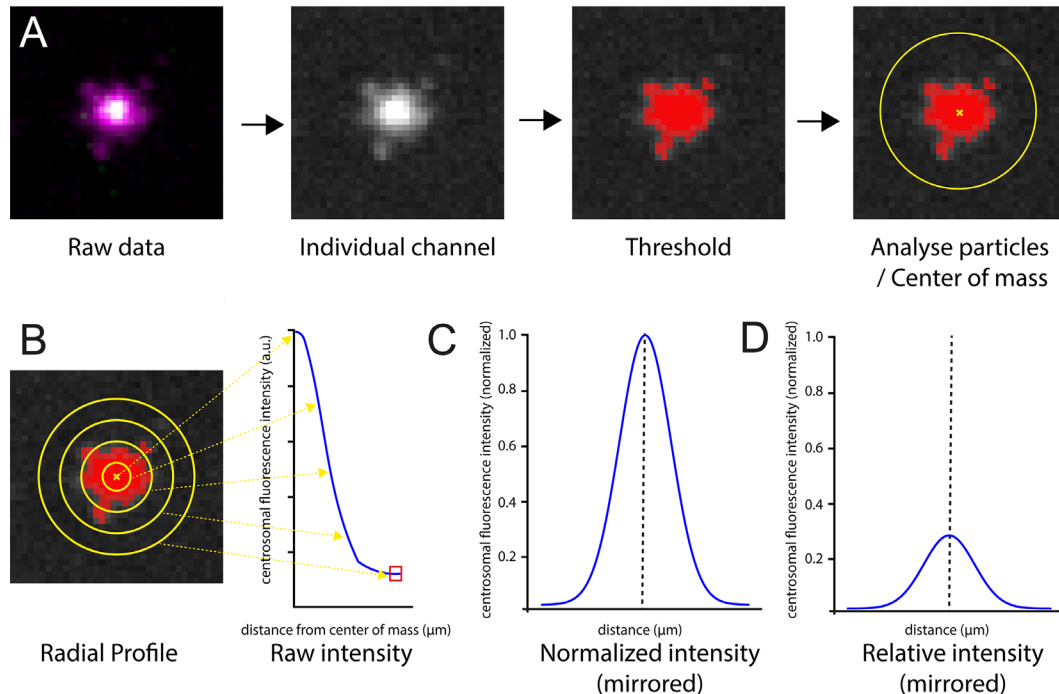 A
Raw data
Individual channel
Threshold
Analyse particles
/ Center of mass
B
Radial Profile
centrosomal fluorescence intensity (a.u.)
distance from center of mass (μm)
Raw intensity
C
centrosomal fluorescence intensity (normalized)
1.0
0.8
0.6
0.4
0.2
distance (μm)
Normalized intensity
(mirrored)
D
centrosomal fluorescence intensity (normalized)
1.0
0.8
0.6
0.4
0.2
distance (μm)
Relative intensity
(mirrored)